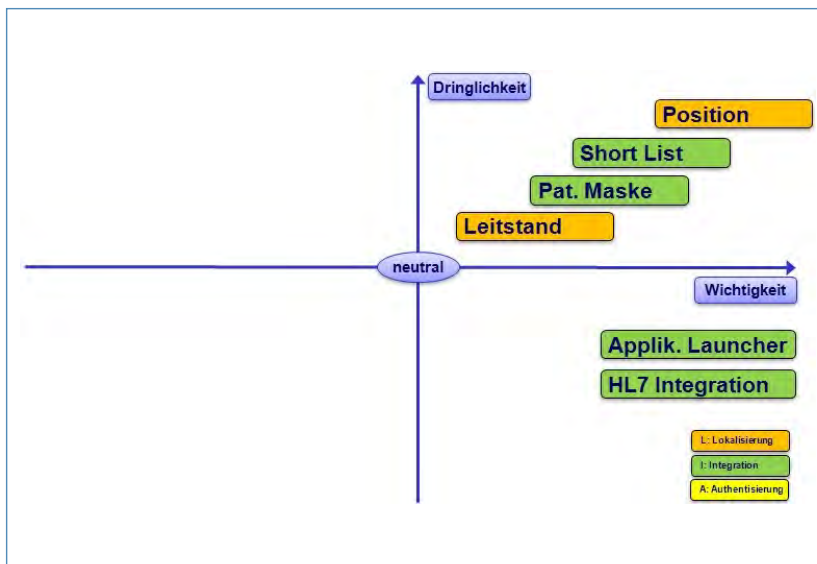 Dringlichkeit
Position
Short List
Pat. Maske
Leitstand
neutral
Wichtigkeit
Applik. Launcher
HL7 Integration
L: Lokalisierung
I: Integration
A: Authentisierung